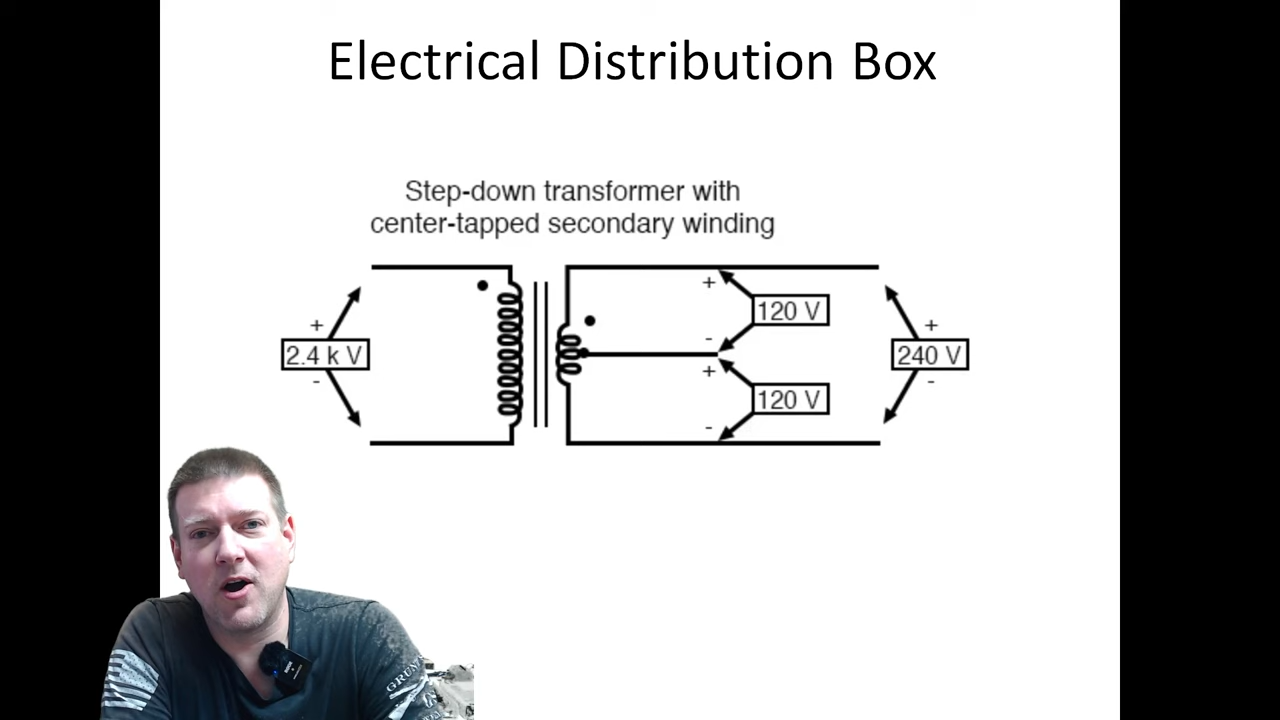 Electrical Distribution Box
Step-down transformer with
center-tapped secondary winding
+
2.4 k V
-
+
120 V
-
+
120 V
-
+
240 V
-